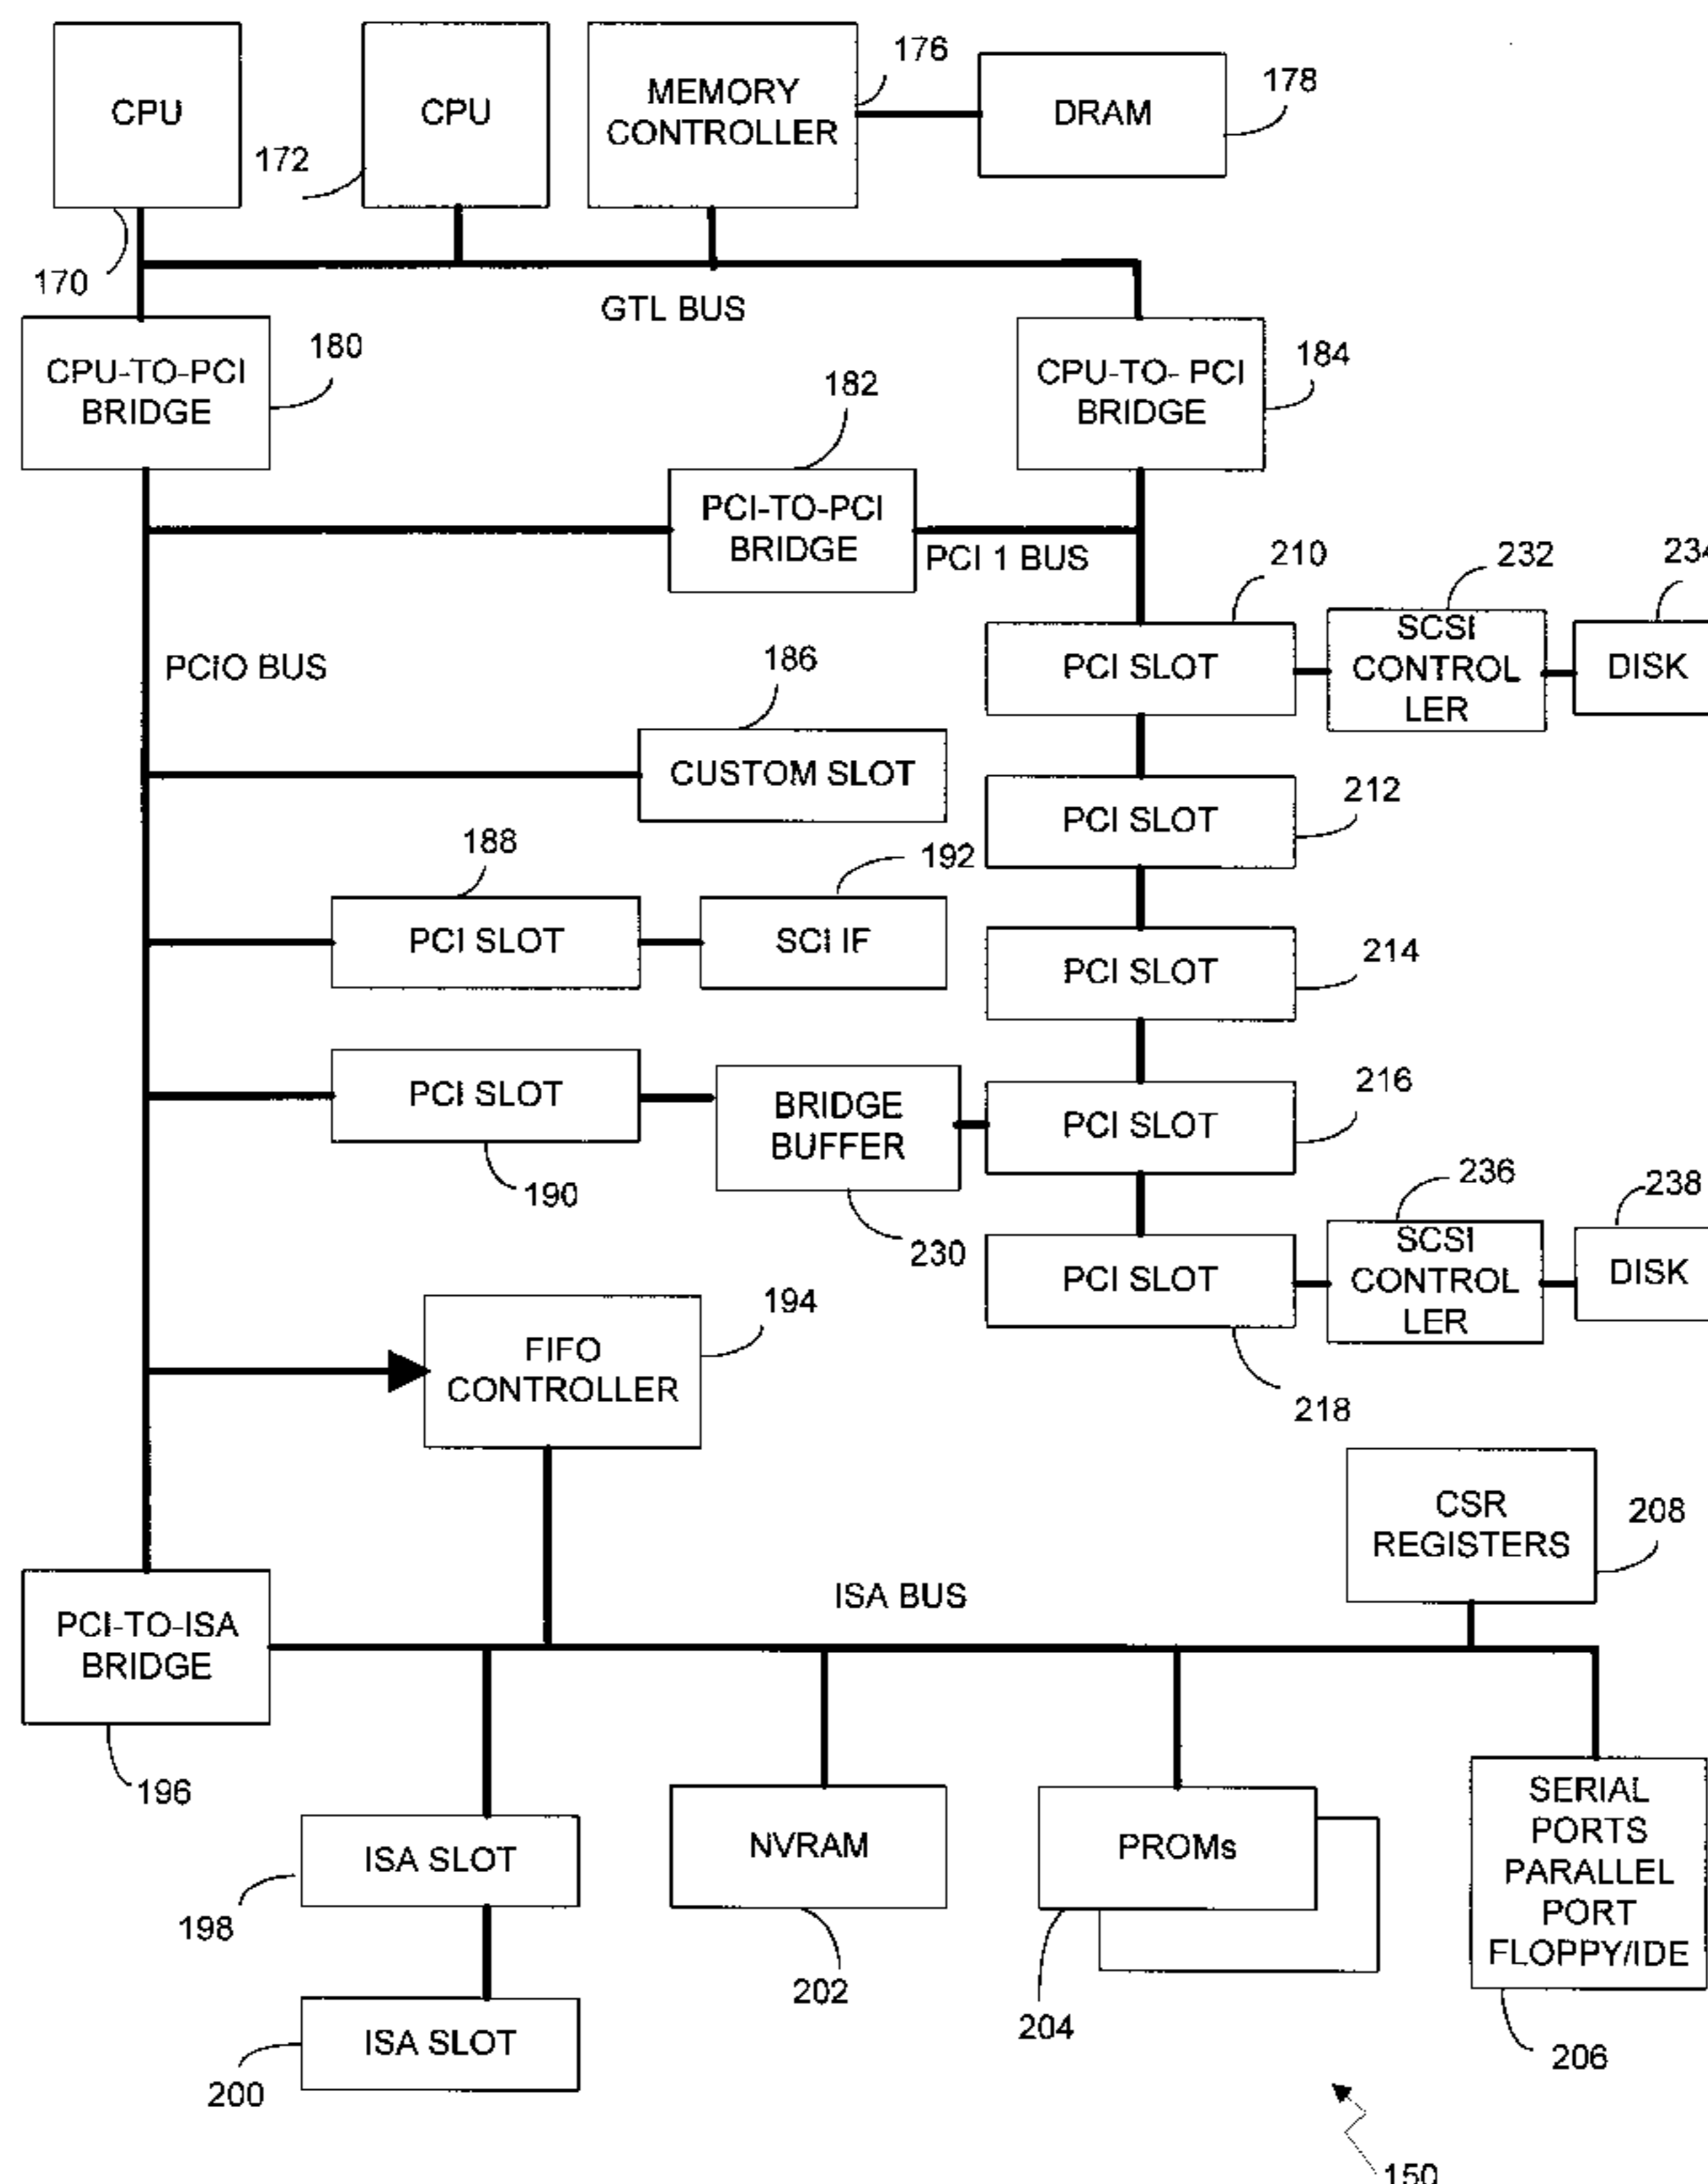 CPU
CPU
MEMORY
CONTROLLER
176
DRAM
178
172
170
GTL BUS
CPU-TO-PCI
BRIDGE
180
182
CPU-TO- PCI
BRIDGE
184
PCI-TO-PCI
BRIDGE
PCI 1 BUS
210
232
234
PCIO BUS
186
PCI SLOT
SCSI
CONTROL
LER
DISK
CUSTOM SLOT
212
PCI SLOT
188
192
PCI SLOT
SCI IF
214
PCI SLOT
PCI SLOT
190
BRIDGE
BUFFER
230
216
PCI SLOT
236
238
PCI SLOT
SCSI
CONTROL
LER
DISK
218
194
FIFO
CONTROLLER
CSR
REGISTERS
208
ISA BUS
PCI-TO-ISA
BRIDGE
196
ISA SLOT
198
NVRAM
202
PROMs
204
SERIAL
PORTS
PARALLEL
PORT
FLOPPY/IDE
206
ISA SLOT
200
150